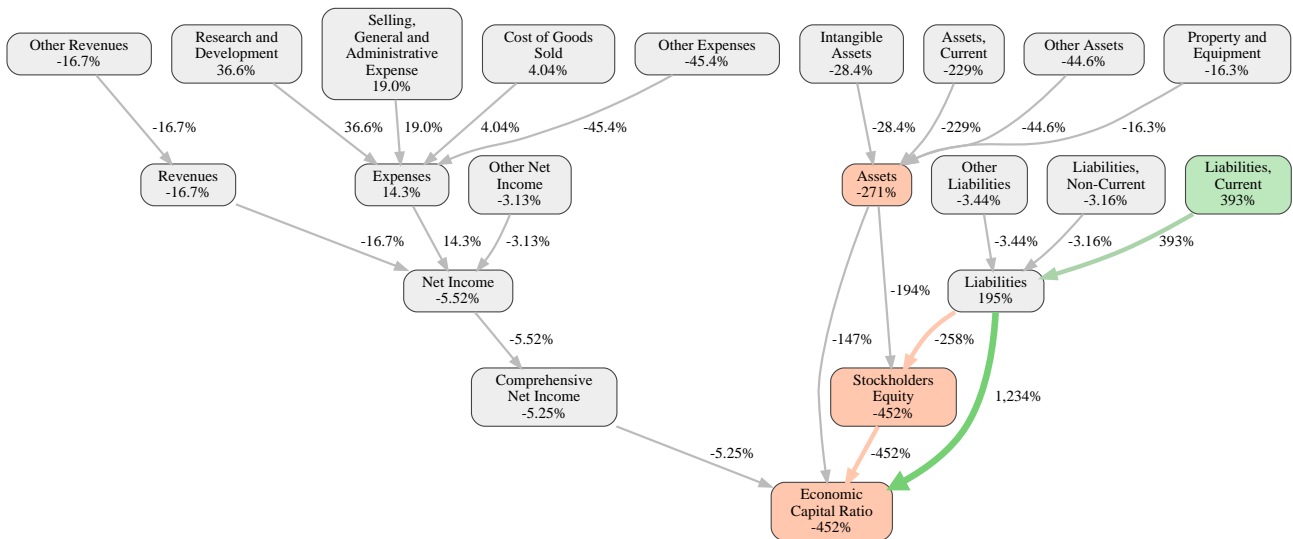 Other Revenues
-16.7%
Research and
Development
36.6%
Selling,
General and
Administrative
Expense
19.0%
Cost of Goods
Sold
4.04%
Other Expenses
-45.4%
Intangible
Assets
-28.4%
Assets,
Current
-229%
Other Assets
-44.6%
Property and
Equipment
-16.3%
-16.7%
36.6%
19.0%
4.04%
-45.4%
-28.4%
-229%
-44.6%
-16.3%
Revenues
-16.7%
Expenses
14.3%
Other Net
Income
-3.13%
Assets
-271%
Other
Liabilities
-3.44%
Liabilities,
Non-Current
-3.16%
Liabilities,
Current
393%
-16.7%
14.3%
-3.13%
-3.44%
-3.16%
393%
Net Income
-5.52%
-194%
Liabilities
195%
-5.52%
-147%
-258%
Comprehensive
Net Income
-5.25%
Stockholders
Equity
-452%
1,234%
-5.25%
-452%
Economic
Capital Ratio
-452%